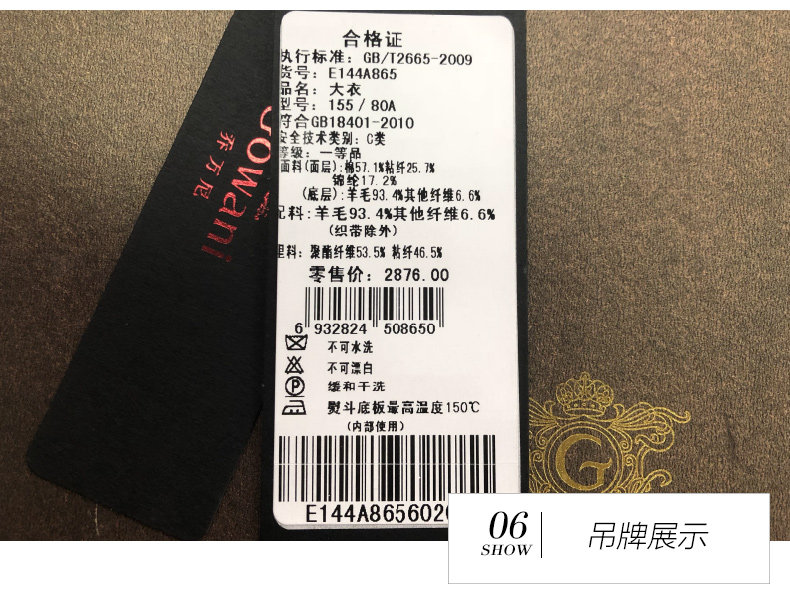 合格证
执行标准: GB/T2665-2009
货号: E144A865
品名: 大衣
型号: 155 / 80A
符合GB18401-2010
安全技术类别: C类
等级: 一等品
面料(面层):棉57.1%粘纤25.7%
锦纶17.2%
(底层):羊毛93.4%其他纤维6.6%
配料:羊毛93.4%其他纤维6.6%
(织带除外)
里料: 聚酯纤维53.5% 粘纤46.5%
零售价: 2876.00
6 932824 508650
不可水洗
不可漂白
P
缓和干洗
熨斗底板最高温度150℃
(内部使用)
E144A865602
Gowani
乔万尼
G
06
SHOW
吊牌展示